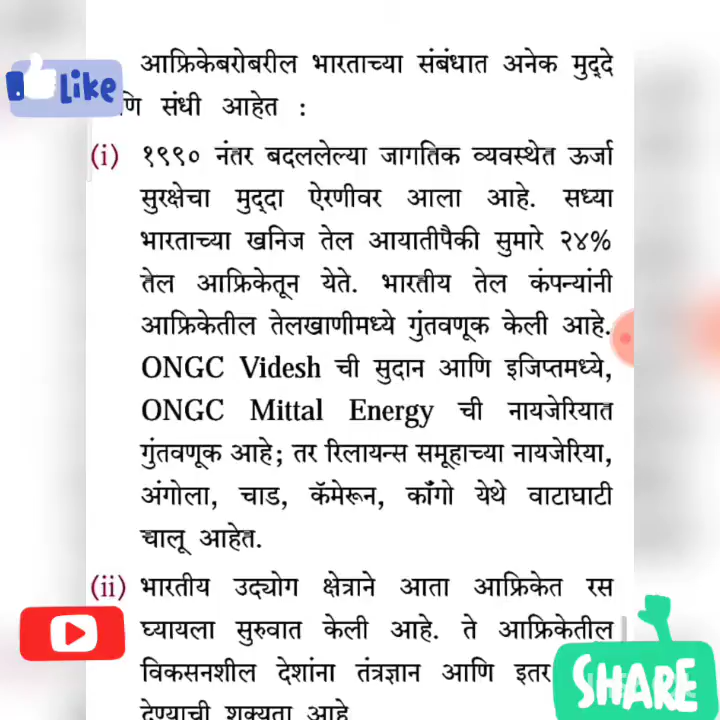 आफ्रिकेबरोबरील भारताच्या संबंधात अनेक मुद्दे
Like
णि संधी आहेत :
(i) १९९० नंतर बदललेल्या जागतिक व्यवस्थेत ऊर्जा
सुरक्षेचा मुद्दा ऐरणीवर आला आहे. सध्या
भारताच्या खनिज तेल आयातीपैकी सुमारे २४%
तेल आफ्रिकेतून येते. भारतीय तेल कंपन्यांनी
आफ्रिकेतील तेलखाणीमध्ये गुंतवणूक केली आहे.
ONGC Videsh ची सुदान आणि इजिप्तमध्ये,
ONGC Mittal Energy ची नायजेरियात
गुंतवणूक आहे; तर रिलायन्स समूहाच्या नायजेरिया,
अंगोला, चाड, कॅमेरून, काँगो येथे वाटाघाटी
चालू आहेत.
(ii) भारतीय उद्योग क्षेत्राने आता आफ्रिकेत रस
घ्यायला सुरुवात केली आहे. ते आफ्रिकेतील
विकसनशील देशांना तंत्रज्ञान आणि इतर
SHARE
देण्याची शक्यता आहे